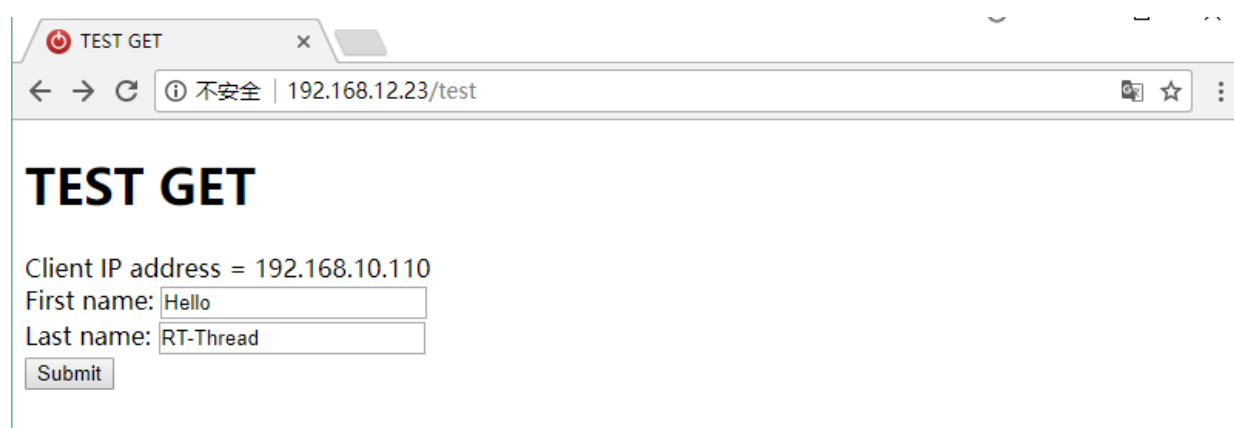 TEST GET
不安全 | 192.168.12.23/test
TEST GET
Client IP address = 192.168.10.110
First name: Hello
Last name: RT-Thread
Submit